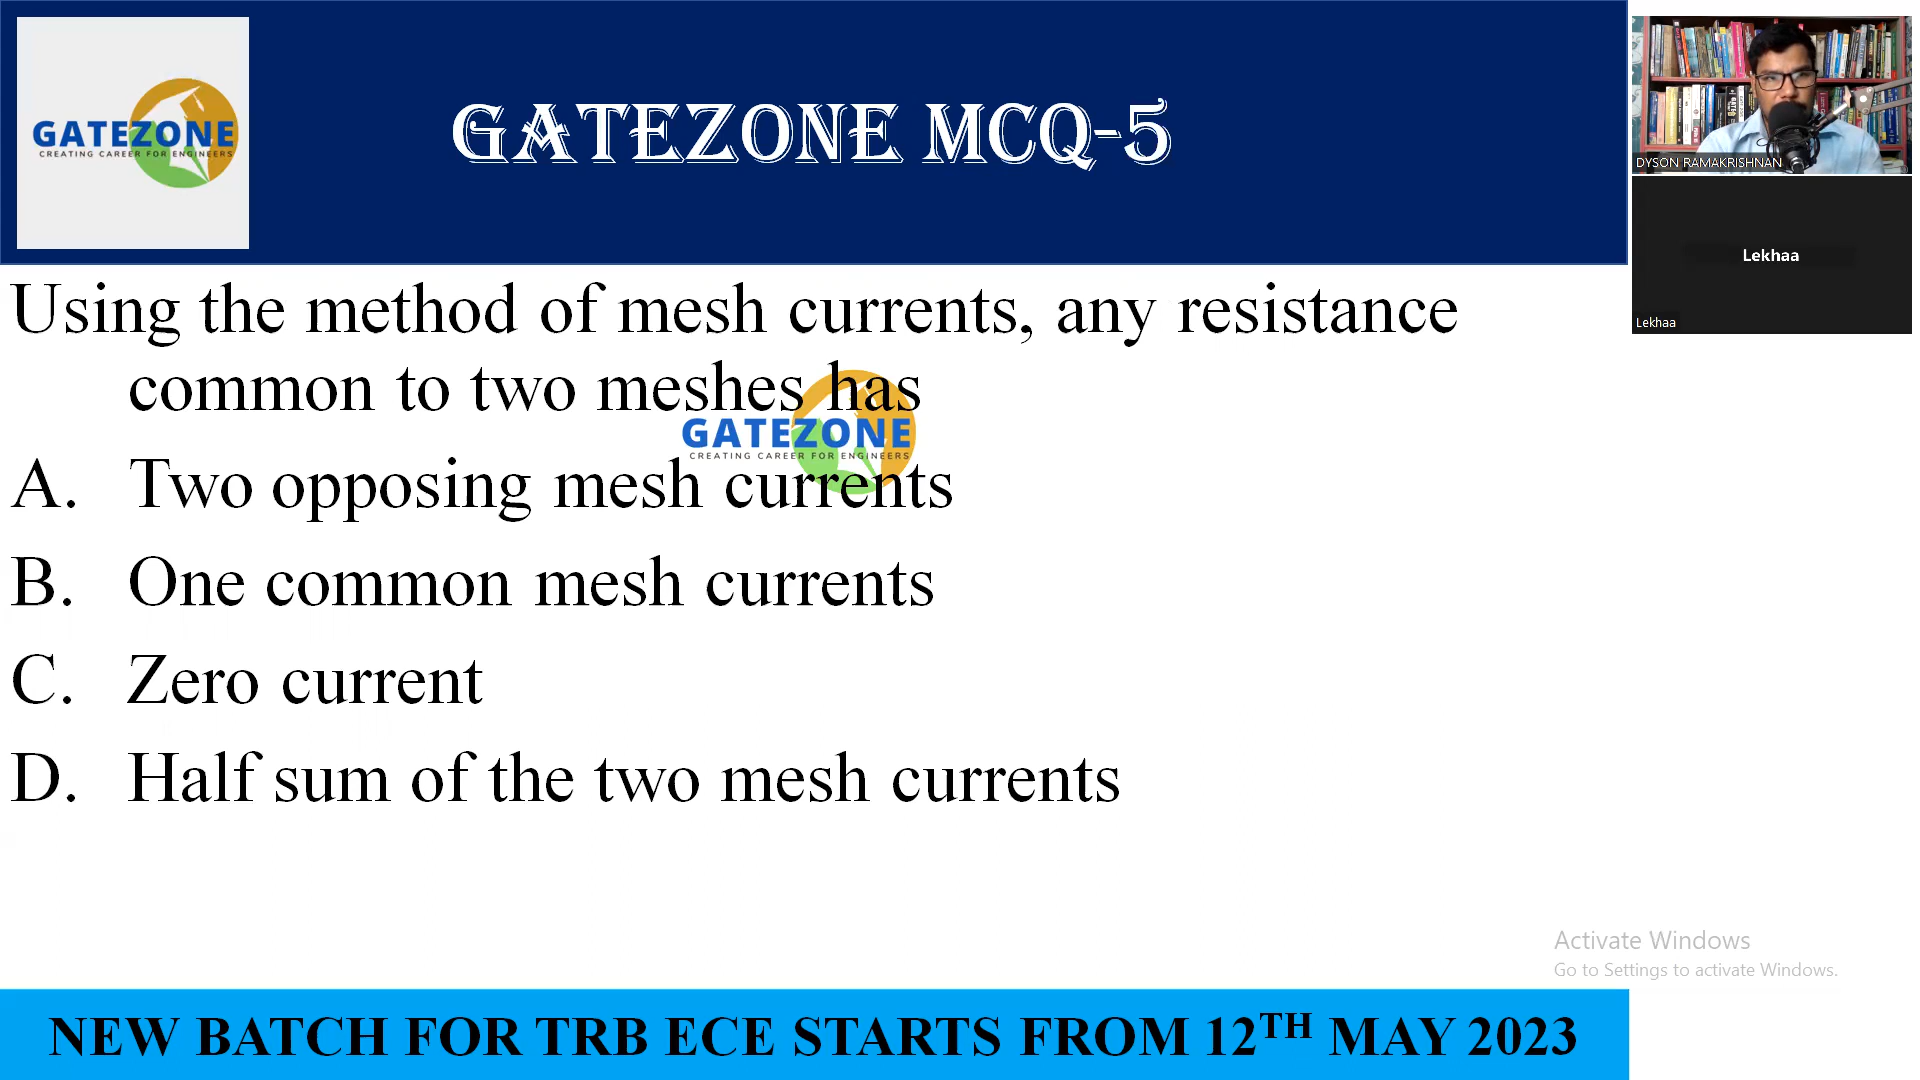 GATEZONE
CREATING CAREER FOR ENGINEERS
GATEZONE MCQ-5
DYSON RAMAKRISHNAN
Lekhaa
Lekhaa
Using the method of mesh currents, any resistance
common to two meshes has
GATEZONE
CREATING CAREER FOR ENGINEERS
A. Two opposing mesh currents
B. One common mesh currents
C. Zero current
D. Half sum of the two mesh currents
Activate Windows
Go to Settings to activate Windows.
NEW BATCH FOR TRB ECE STARTS FROM 12TH MAY 2023